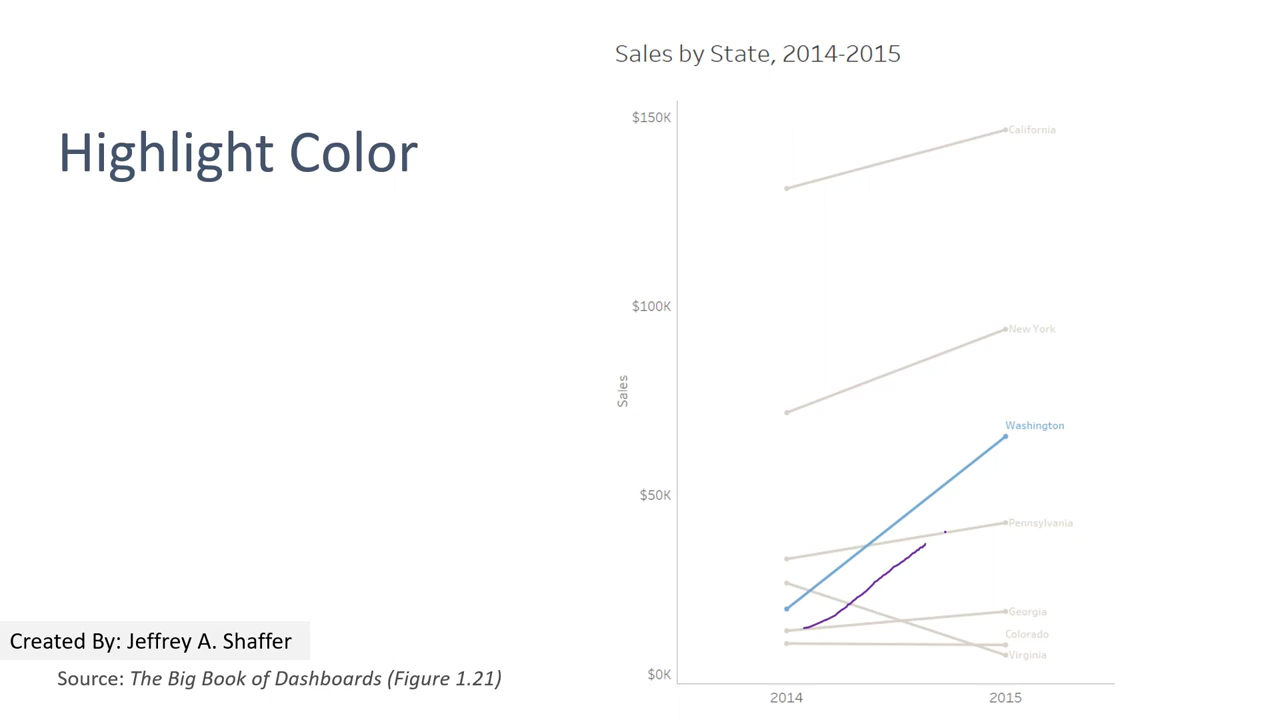 Sales by State, 2014-2015
Highlight Color
$150K
$100K
$50K
$0K
Sales
California
New York
Washington
Pennsylvania
Georgia
Colorado
Virginia
2014
2015
Created By: Jeffrey A. Shaffer
Source: The Big Book of Dashboards (Figure 1.21)